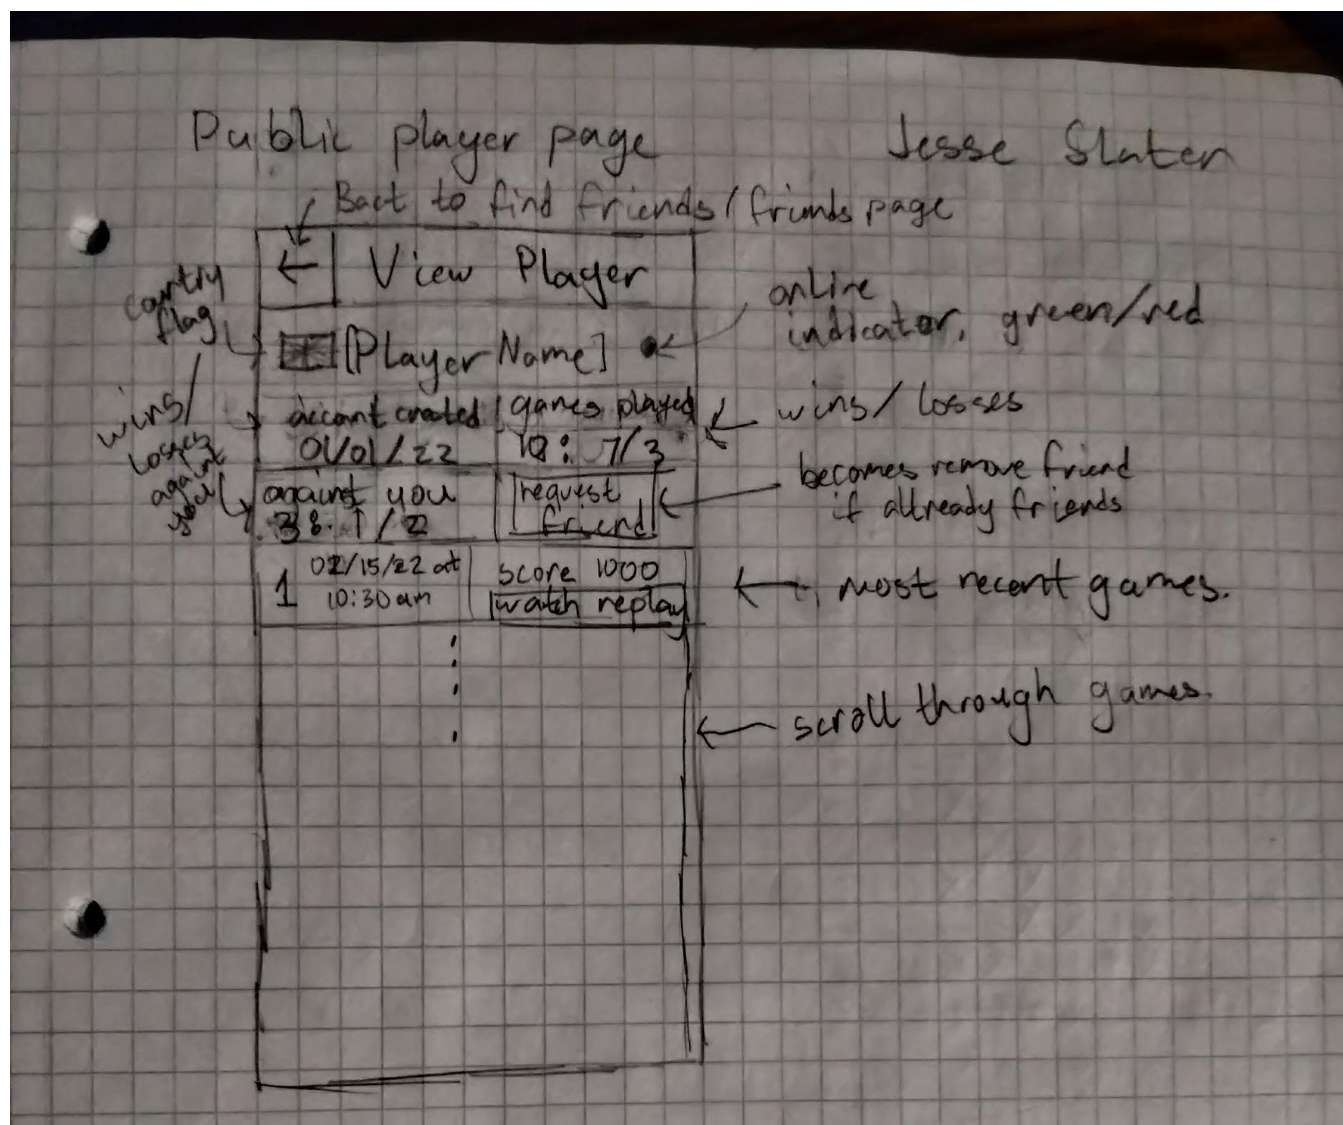 Public player page
Jesse Slater
Back to find friends / friends page
← View Player
country
flag
[Player Name]
online
indicator, green/red
wins/
losses
against
you
account created
01/01/22
games played
10: 7/3
wins/losses
against you
3: 1/2
request
friend
becomes remove friend
if allready friends
1
02/15/22 at
10:30 am
score 1000
watch replay
most recent games.
scroll through games.